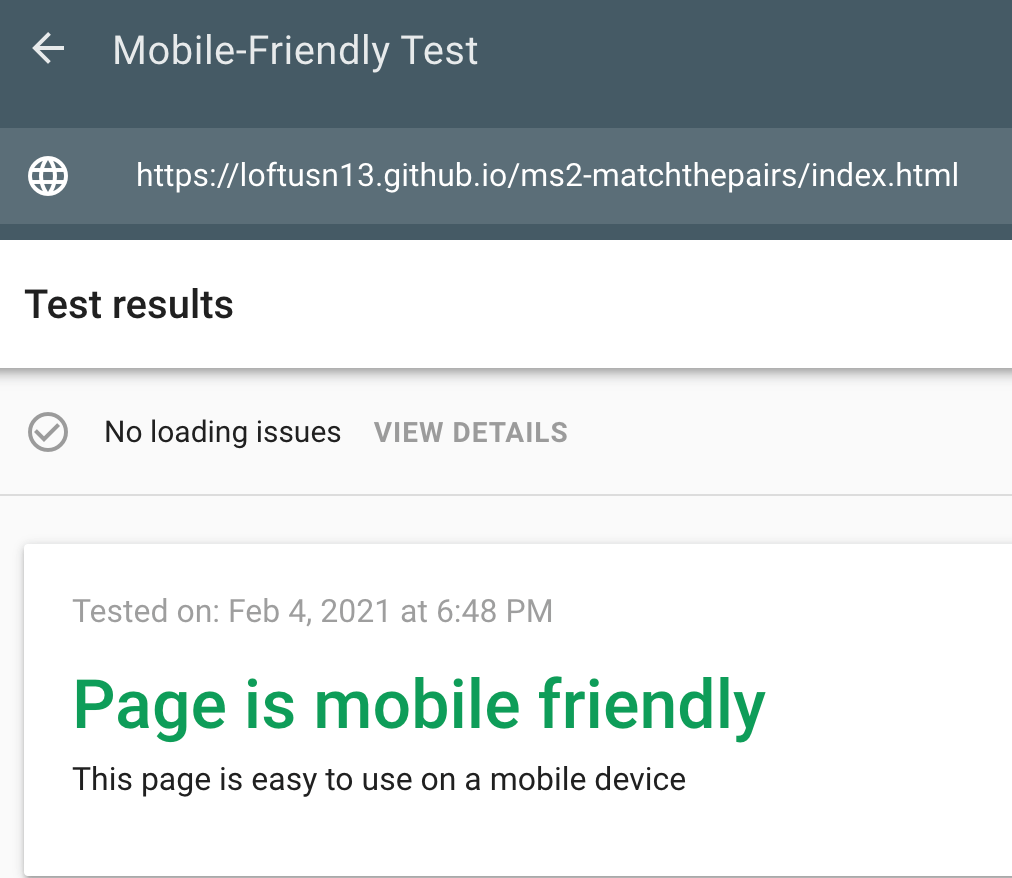 Mobile-Friendly Test
https://loftusn13.github.io/ms2-matchthepairs/index.html
Test results
No loading issues VIEW DETAILS
Tested on: Feb 4, 2021 at 6:48 PM
Page is mobile friendly
This page is easy to use on a mobile device